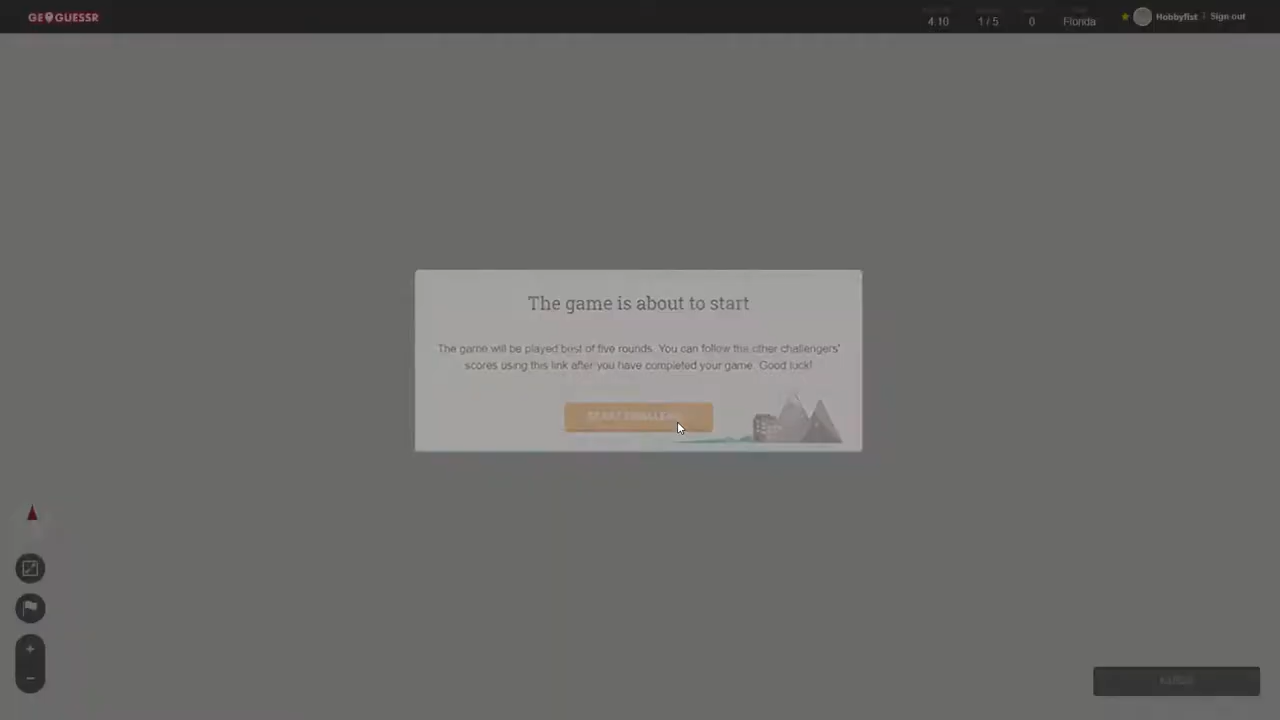 GEOGUESSR
4.10
1 / 5
0
Florida
Hobbyfist
Sign out
The game is about to start
The game will be played best of five rounds. You can follow the other challengers'
scores using this link after you have completed your game. Good luck!
START CHALLENGE
+
−